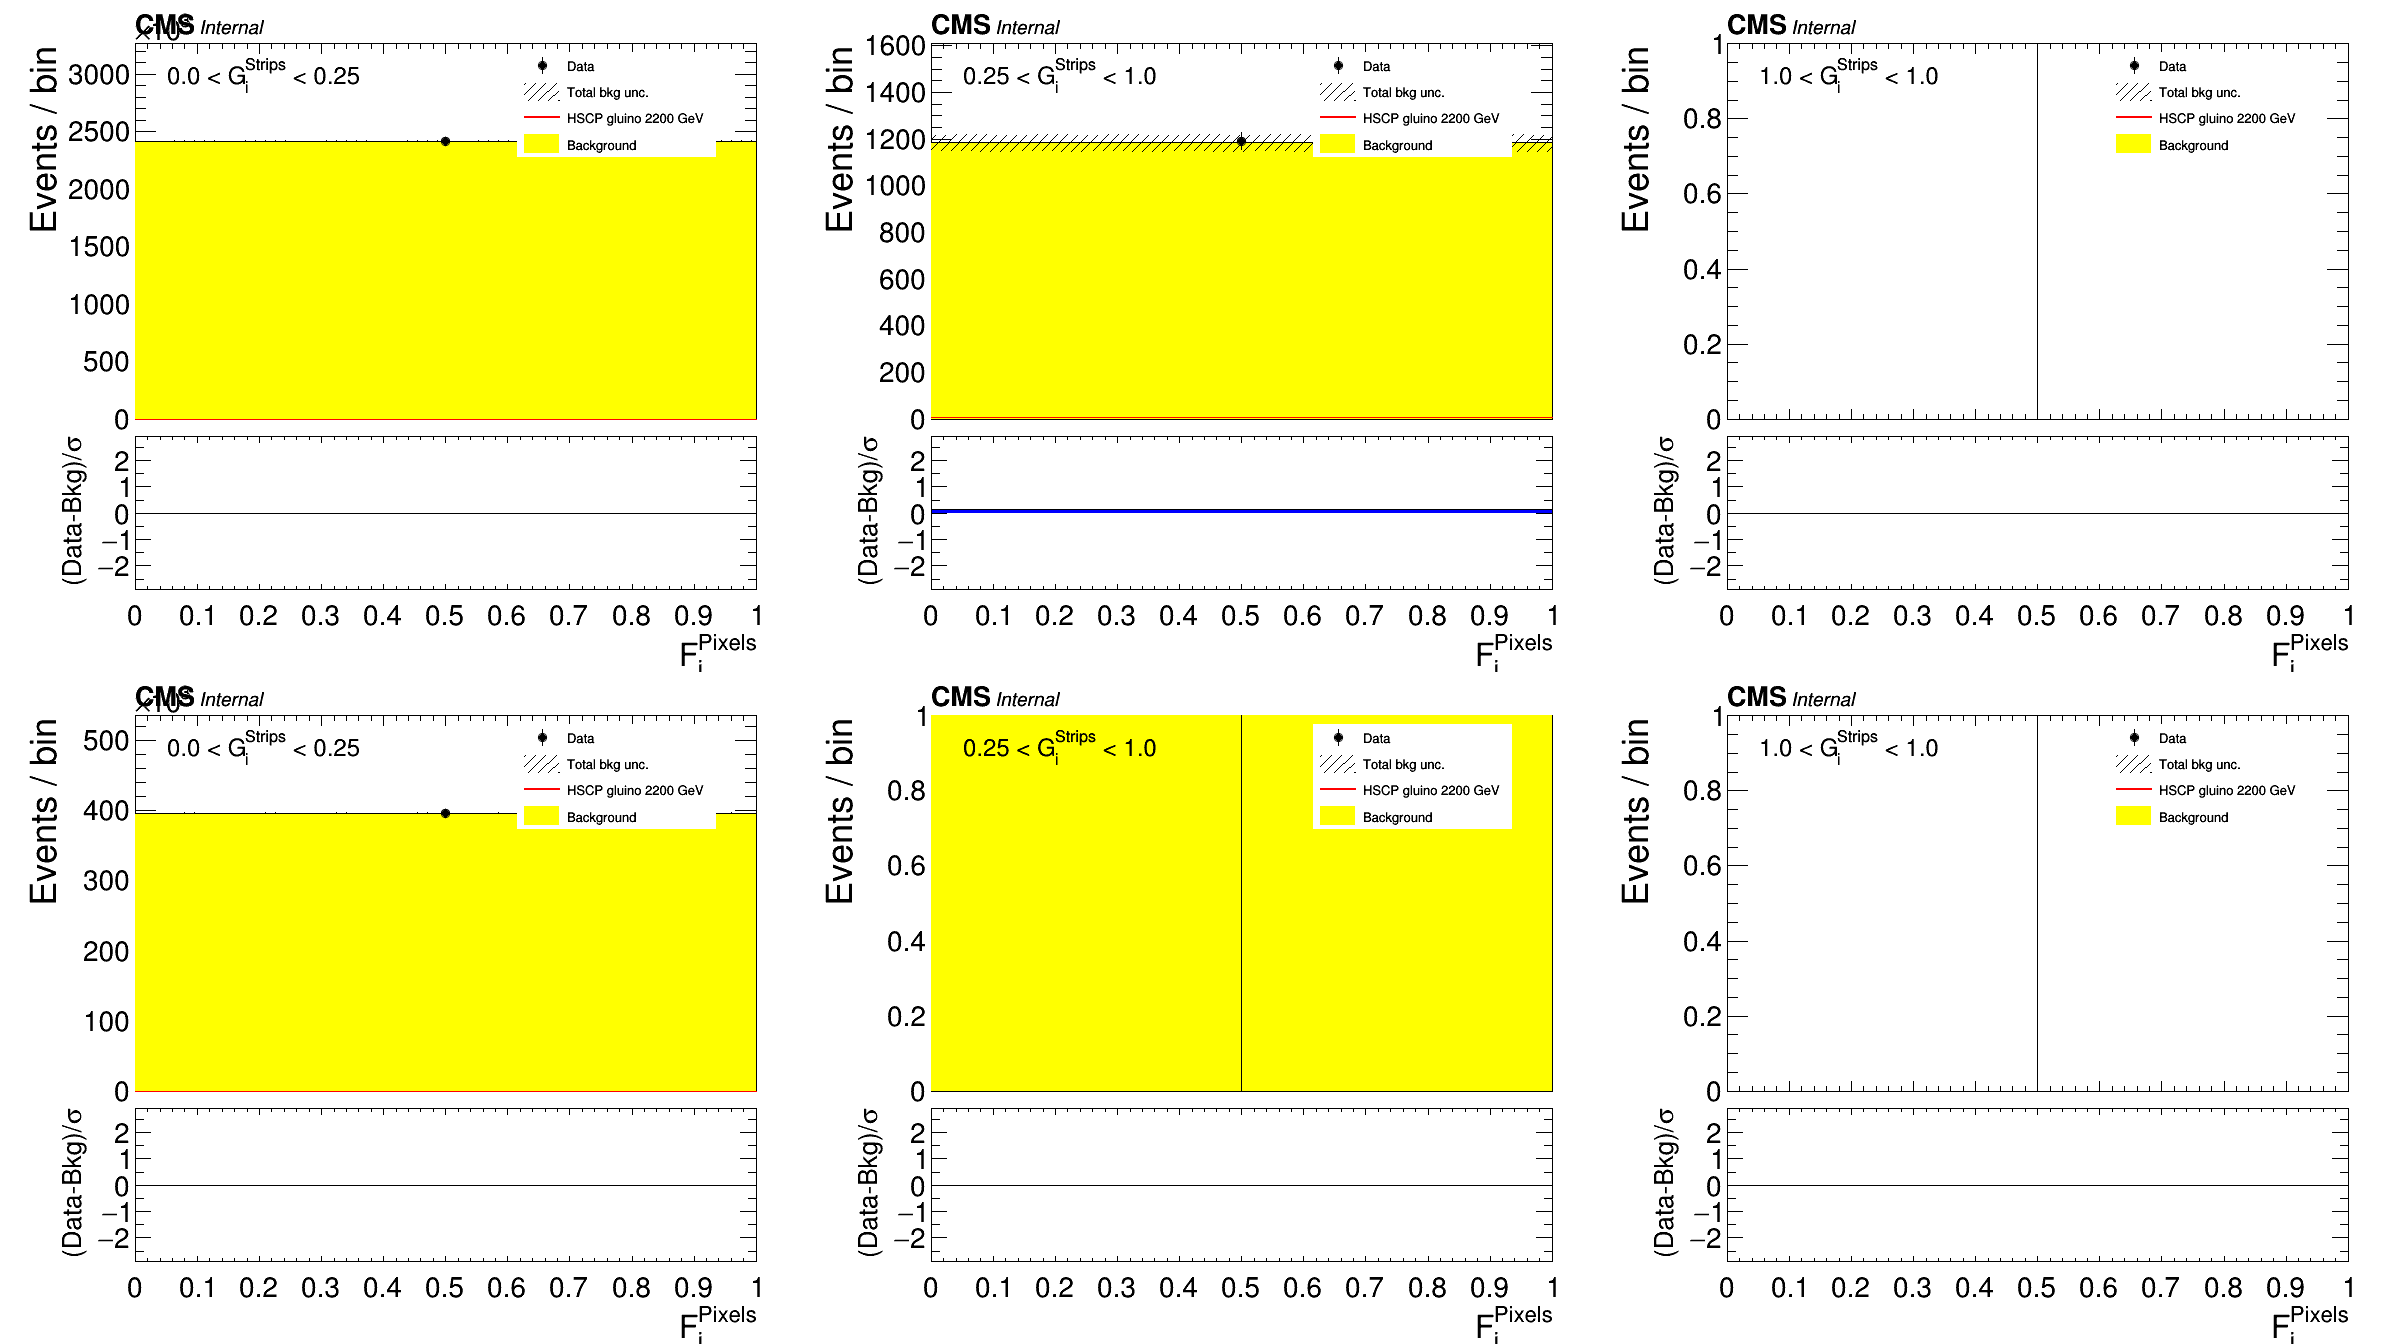 CMS Internal
Events / bin
3000
2500
2000
1500
1000
500
0
0.0 < G_i^Strips < 0.25
Data
Total bkg unc.
HSCP gluino 2200 GeV
Background
(Data-Bkg)/σ
2
1
0
−1
−2
0 0.1 0.2 0.3 0.4 0.5 0.6 0.7 0.8 0.9 1
F_i^Pixels
CMS Internal
Events / bin
1600
1400
1200
1000
800
600
400
200
0
0.25 < G_i^Strips < 1.0
Data
Total bkg unc.
HSCP gluino 2200 GeV
Background
(Data-Bkg)/σ
2
1
0
−1
−2
0 0.1 0.2 0.3 0.4 0.5 0.6 0.7 0.8 0.9 1
F_i^Pixels
CMS Internal
Events / bin
1
0.8
0.6
0.4
0.2
0
1.0 < G_i^Strips < 1.0
Data
Total bkg unc.
HSCP gluino 2200 GeV
Background
(Data-Bkg)/σ
2
1
0
−1
−2
0 0.1 0.2 0.3 0.4 0.5 0.6 0.7 0.8 0.9 1
F_i^Pixels
CMS Internal
Events / bin
500
400
300
200
100
0
0.0 < G_i^Strips < 0.25
Data
Total bkg unc.
HSCP gluino 2200 GeV
Background
(Data-Bkg)/σ
2
1
0
−1
−2
0 0.1 0.2 0.3 0.4 0.5 0.6 0.7 0.8 0.9 1
F_i^Pixels
CMS Internal
Events / bin
1
0.8
0.6
0.4
0.2
0
0.25 < G_i^Strips < 1.0
Data
Total bkg unc.
HSCP gluino 2200 GeV
Background
(Data-Bkg)/σ
2
1
0
−1
−2
0 0.1 0.2 0.3 0.4 0.5 0.6 0.7 0.8 0.9 1
F_i^Pixels
CMS Internal
Events / bin
1
0.8
0.6
0.4
0.2
0
1.0 < G_i^Strips < 1.0
Data
Total bkg unc.
HSCP gluino 2200 GeV
Background
(Data-Bkg)/σ
2
1
0
−1
−2
0 0.1 0.2 0.3 0.4 0.5 0.6 0.7 0.8 0.9 1
F_i^Pixels